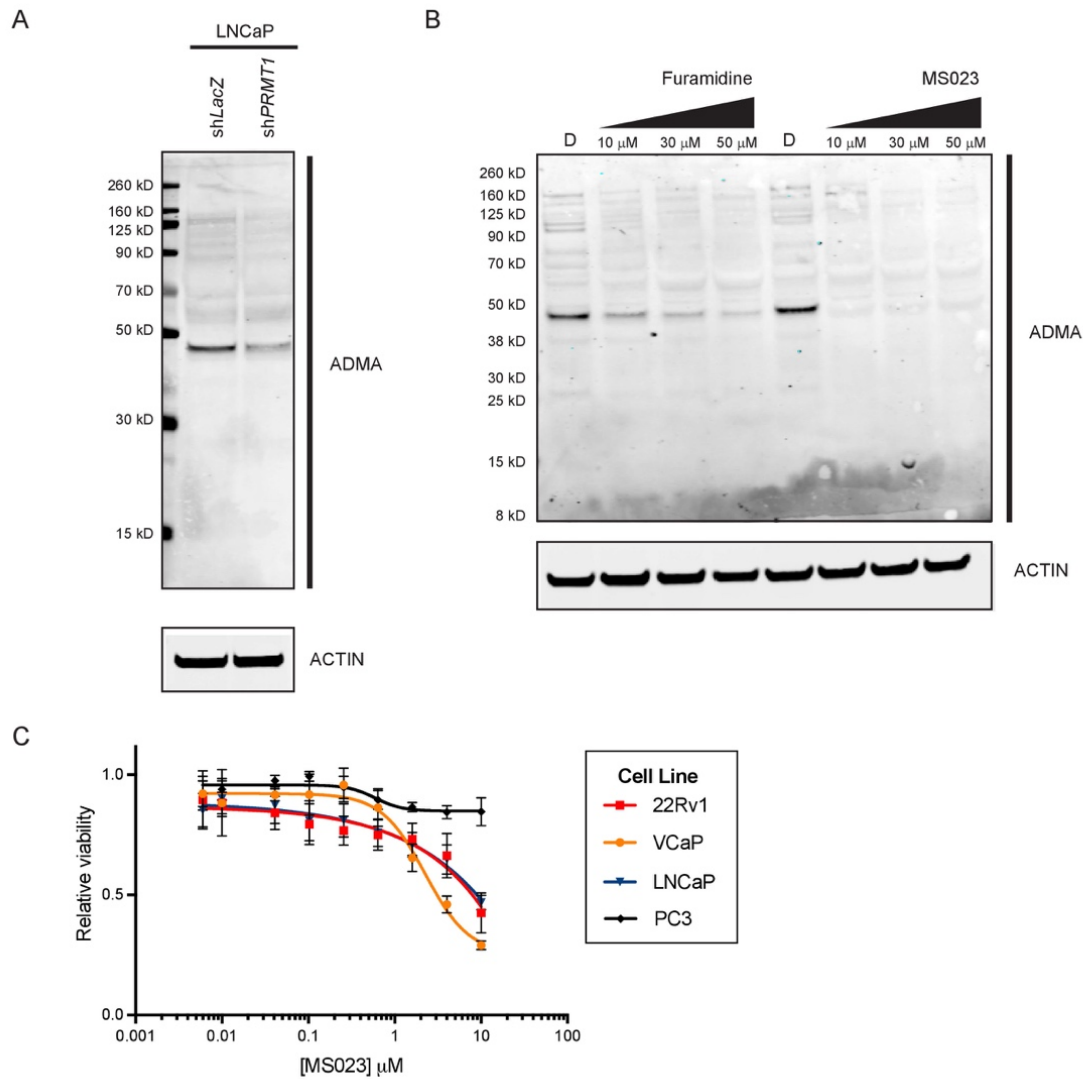 A
LNCaP
shLacZ
shPRMT1
260 kD
160 kD
125 kD
90 kD
70 kD
50 kD
30 kD
15 kD
ADMA
ACTIN
B
Furamidine
MS023
D
10 μM
30 μM
50 μM
D
10 μM
30 μM
50 μM
260 kD
160 kD
125 kD
90 kD
70 kD
50 kD
38 kD
30 kD
25 kD
15 kD
8 kD
ADMA
ACTIN
C
Relative viability
1.0
0.5
0.0
0.001
0.01
0.1
1
10
100
[MS023] μM
Cell Line
22Rv1
VCaP
LNCaP
PC3